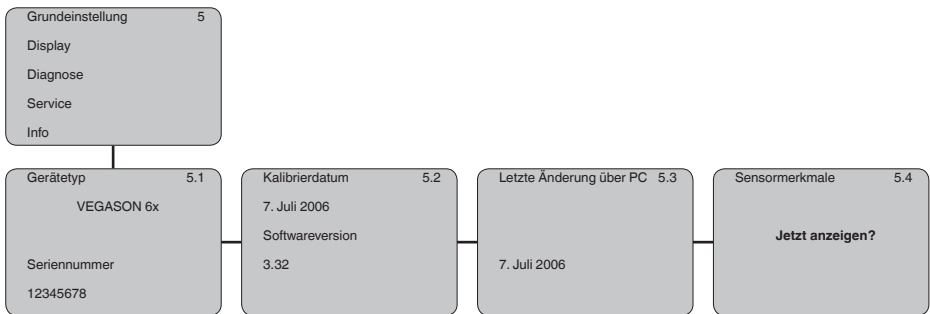 Grundeinstellung 5
Display
Diagnose
Service
Info
Gerätetyp 5.1
VEGASON 6x
Seriennummer
12345678
Kalibrierdatum 5.2
7. Juli 2006
Softwareversion
3.32
Letzte Änderung über PC 5.3
7. Juli 2006
Sensormerkmale 5.4
Jetzt anzeigen?